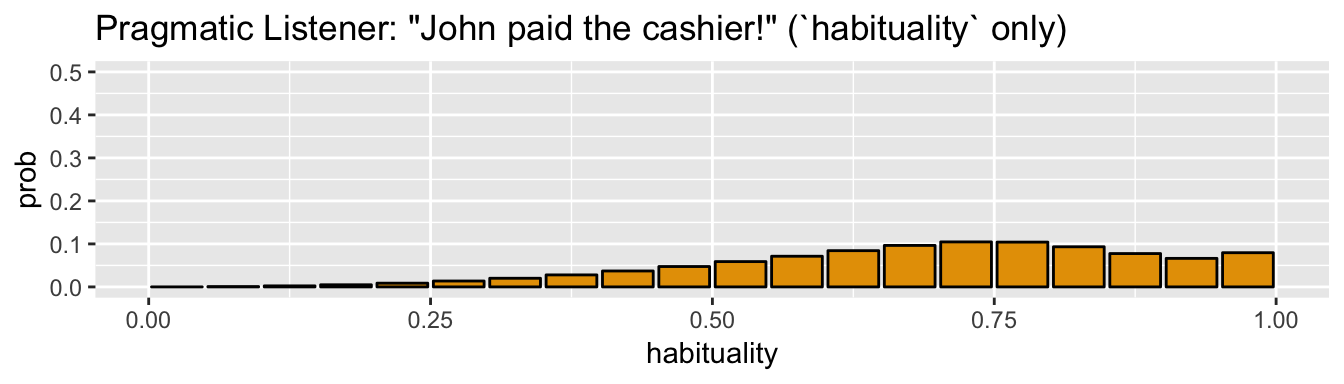 Pragmatic Listener: "John paid the cashier!" (`habituality` only)
0.5
0.4
0.3
0.2
0.1
0.0
prob
0.00 0.25 0.50 0.75 1.00
habituality